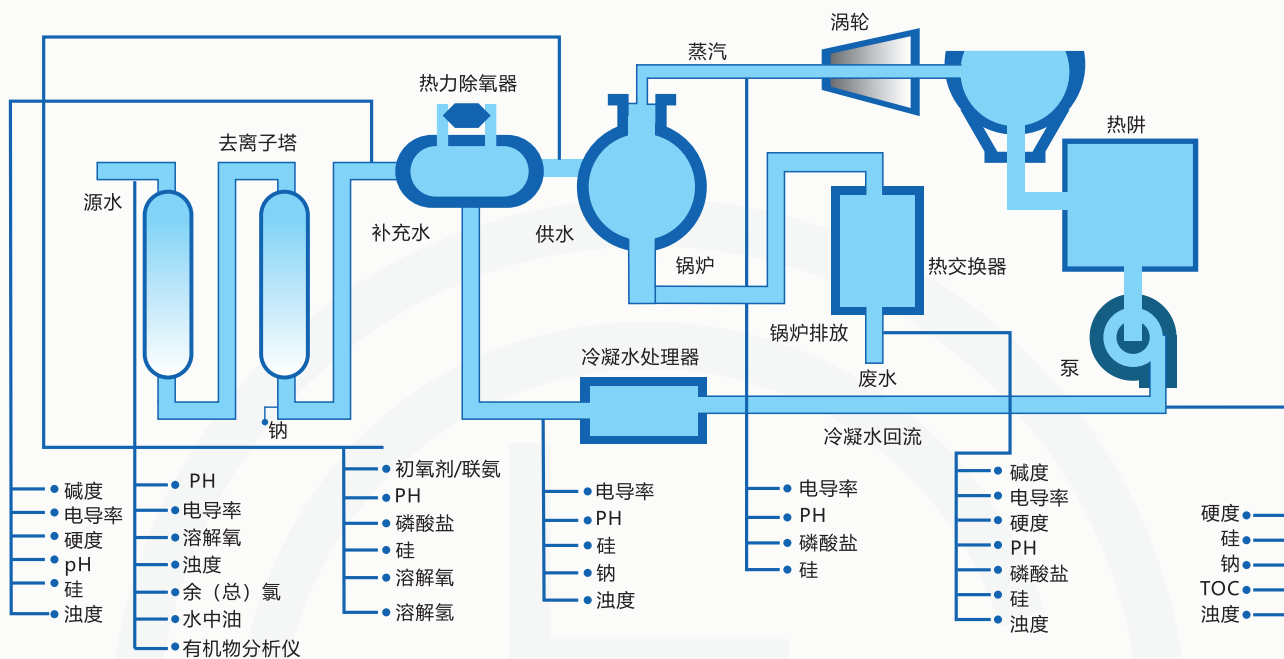 涡轮
蒸汽
热力除氧器
热阱
去离子塔
源水
补充水
供水
锅炉
热交换器
锅炉排放
冷凝水处理器
泵
废水
钠
冷凝水回流
碱度
电导率
硬度
pH
硅
浊度
PH
电导率
溶解氧
浊度
余（总）氯
水中油
有机物分析仪
初氧剂/联氨
PH
磷酸盐
硅
溶解氧
溶解氢
电导率
PH
硅
钠
浊度
电导率
PH
磷酸盐
硅
碱度
电导率
硬度
PH
磷酸盐
硅
浊度
硬度
硅
钠
TOC
浊度